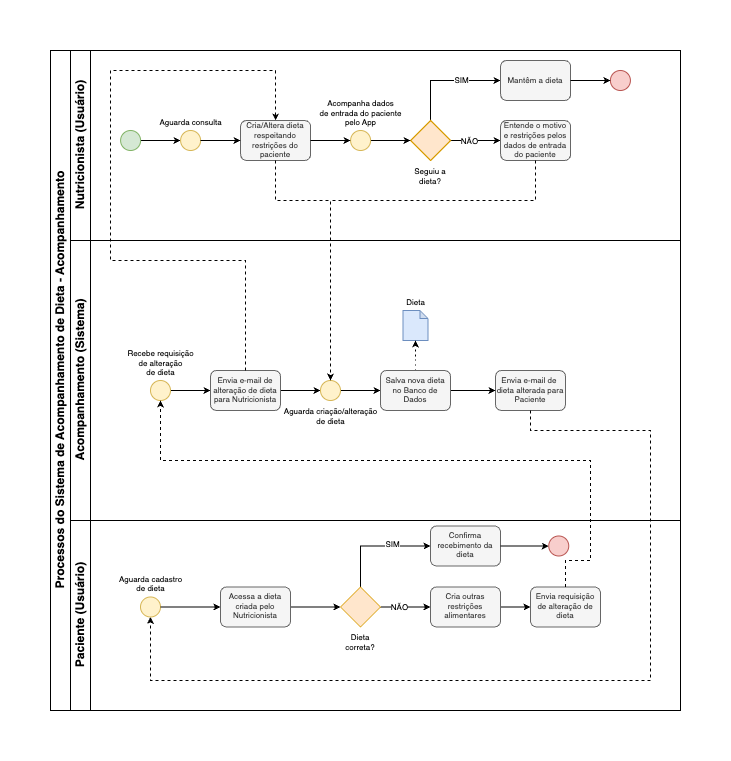 Processos do Sistema de Acompanhamento de Dieta - Acompanhamento
Nutricionista (Usuário)
Aguarda consulta
Cria/Altera dieta
respeitando
restrições do
paciente
Acompanha dados
de entrada do paciente
pelo App
Seguiu a
dieta?
SIM
Mantêm a dieta
NÃO
Entende o motivo
e restrições pelos
dados de entrada
do paciente
Acompanhamento (Sistema)
Recebe requisição
de alteração
de dieta
Envia e-mail de
alteração de dieta
para Nutricionista
Aguarda criação/alteração
de dieta
Dieta
Salva nova dieta
no Banco de
Dados
Envia e-mail de
dieta alterada para
Paciente
Paciente (Usuário)
Aguarda cadastro
de dieta
Acessa a dieta
criada pelo
Nutricionista
Dieta
correta?
SIM
Confirma
recebimento da
dieta
NÃO
Cria outras
restrições
alimentares
Envia requisição
de alteração de
dieta